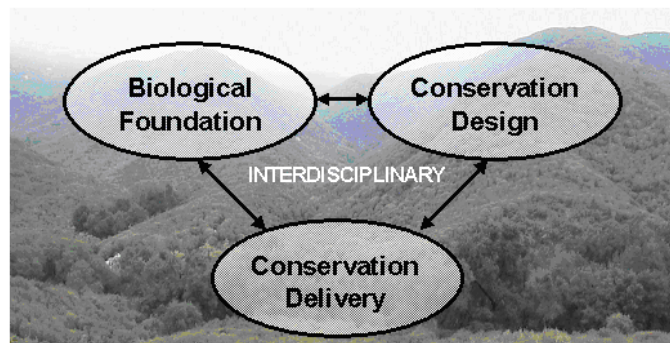 Biological
Foundation
Conservation
Design
INTERDISCIPLINARY
Conservation
Delivery